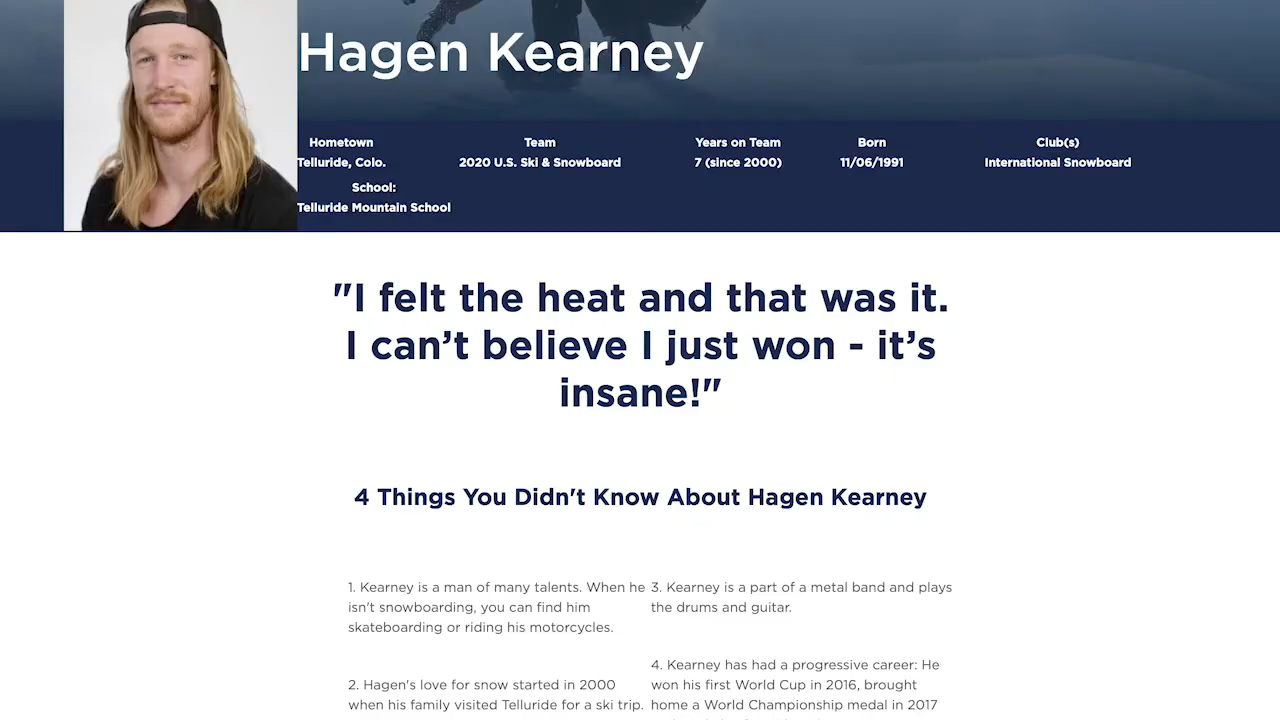 Hagen Kearney
Hometown
Telluride, Colo.
Team
2020 U.S. Ski & Snowboard
Years on Team
7 (since 2000)
Born
11/06/1991
Club(s)
International Snowboard
School:
Telluride Mountain School
"I felt the heat and that was it.
I can’t believe I just won - it’s
insane!"
4 Things You Didn't Know About Hagen Kearney
1. Kearney is a man of many talents. When he
isn't snowboarding, you can find him
skateboarding or riding his motorcycles.
2. Hagen's love for snow started in 2000
when his family visited Telluride for a ski trip.
3. Kearney is a part of a metal band and plays
the drums and guitar.
4. Kearney has had a progressive career: He
won his first World Cup in 2016, brought
home a World Championship medal in 2017